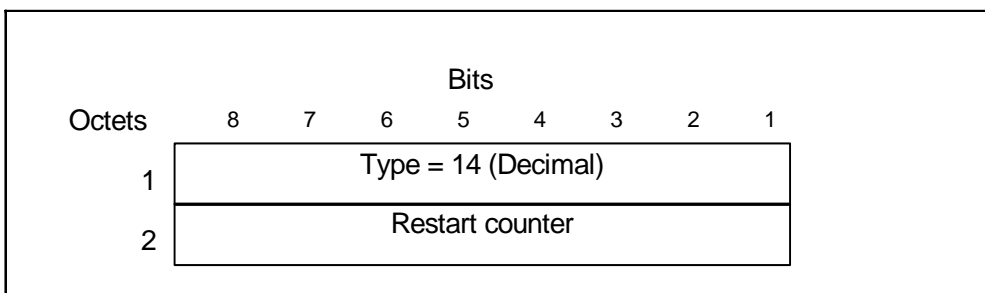 Bits
Octets 8 7 6 5 4 3 2 1
1 Type = 14 (Decimal)
2 Restart counter